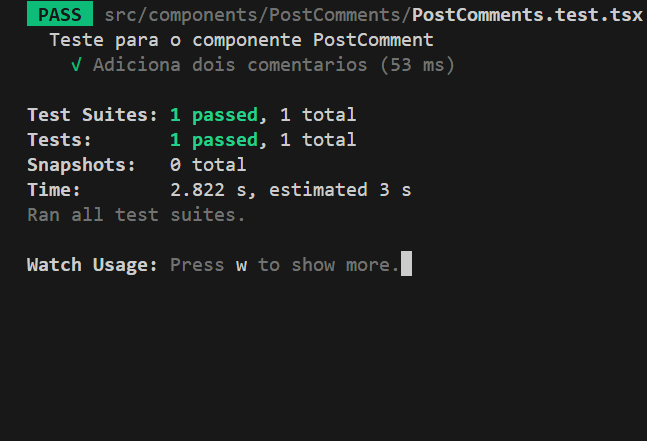 PASS src/components/PostComments/PostComments.test.tsx
Teste para o componente PostComment
√ Adiciona dois comentarios (53 ms)
Test Suites: 1 passed, 1 total
Tests: 1 passed, 1 total
Snapshots: 0 total
Time: 2.822 s, estimated 3 s
Ran all test suites.
Watch Usage: Press w to show more.